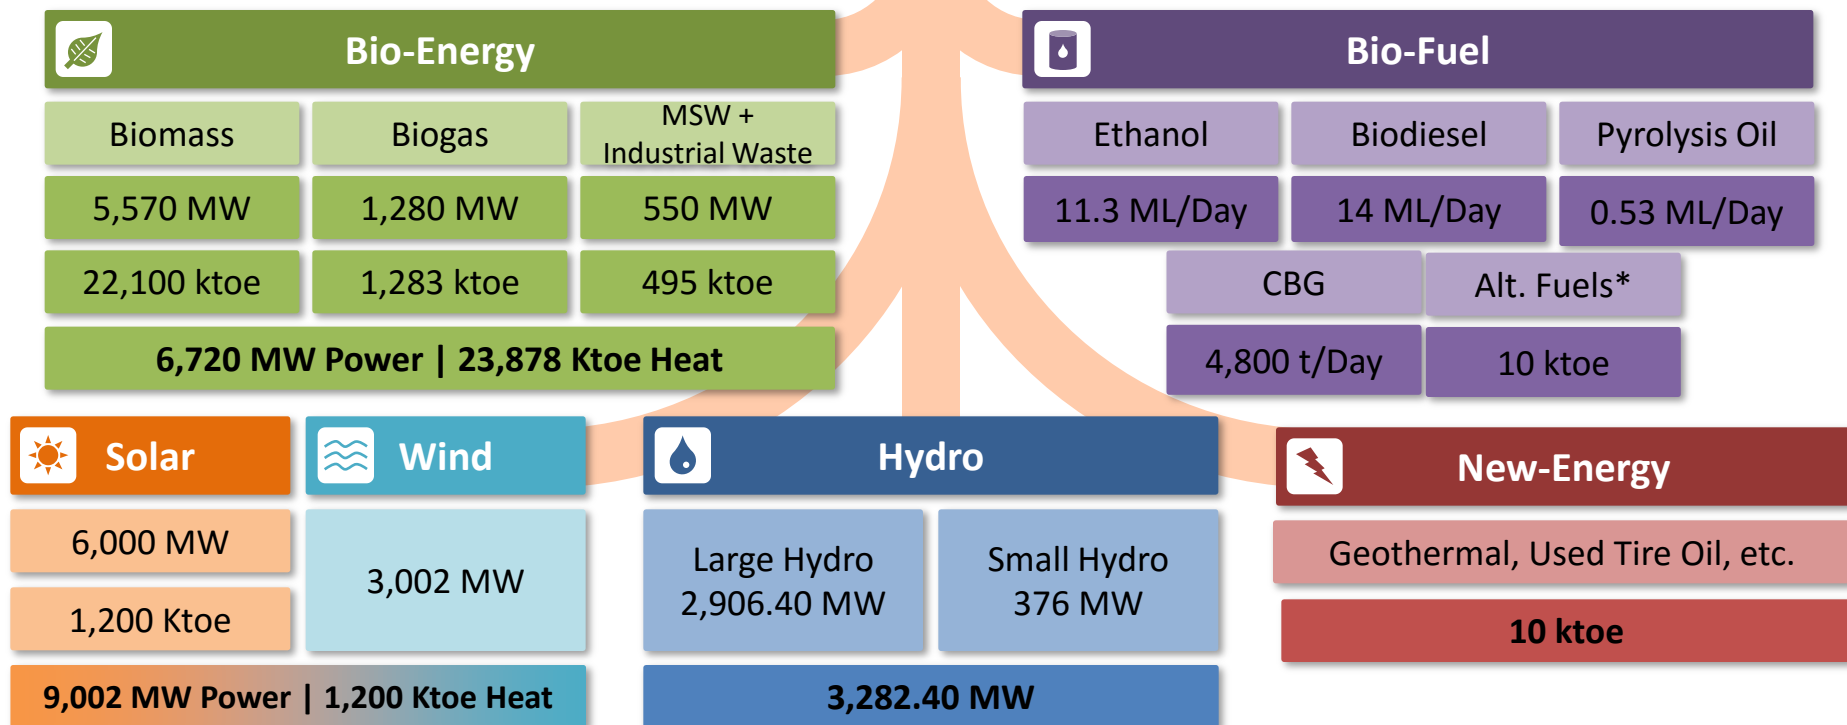 Bio-Energy
Biomass
Biogas
MSW +
Industrial Waste
5,570 MW
1,280 MW
550 MW
22,100 ktoe
1,283 ktoe
495 ktoe
6,720 MW Power | 23,878 Ktoe Heat
Bio-Fuel
Ethanol
Biodiesel
Pyrolysis Oil
11.3 ML/Day
14 ML/Day
0.53 ML/Day
CBG
Alt. Fuels*
4,800 t/Day
10 ktoe
Solar
6,000 MW
1,200 Ktoe
Wind
3,002 MW
9,002 MW Power | 1,200 Ktoe Heat
Hydro
Large Hydro
2,906.40 MW
Small Hydro
376 MW
3,282.40 MW
New-Energy
Geothermal, Used Tire Oil, etc.
10 ktoe